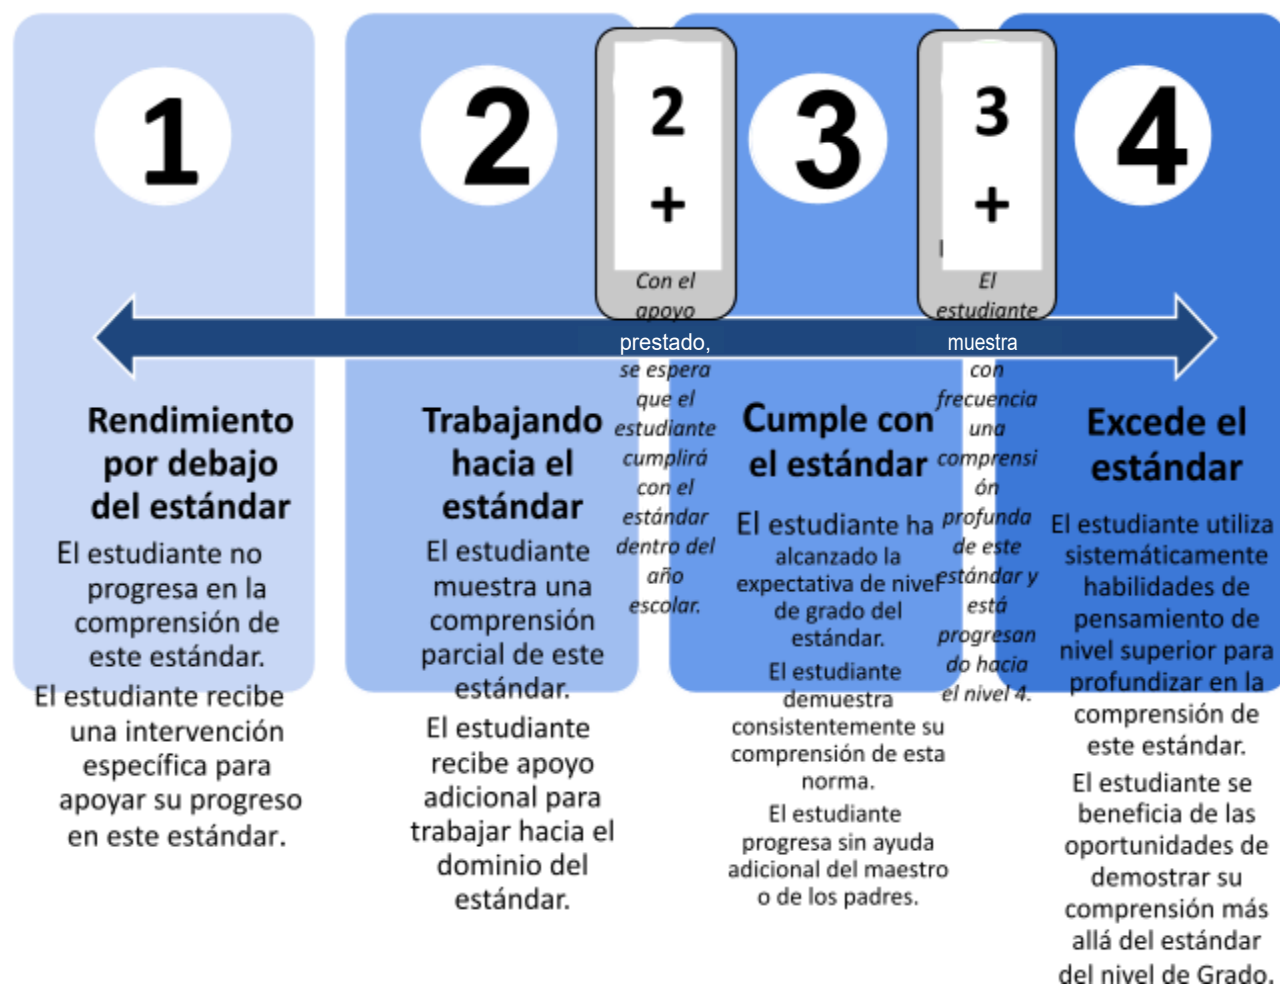 1
Rendimiento
por debajo
del estándar
El estudiante no
progresa en la
comprensión de
este estándar.
El estudiante recibe
una intervención
específica para
apoyar su progreso
en este estándar.
2
Trabajando
hacia el
estándar
El estudiante
muestra una
comprensión
parcial de este
estándar.
El estudiante
recibe apoyo
adicional para
trabajar hacia el
dominio del
estándar.
2
+
Con el
apoyo
prestado,
se espera
que el
estudiante
cumplirá
con el
estándar
dentro del
año
escolar.
3
Cumple con
el estándar
El estudiante ha
alcanzado la
expectativa de nivel
de grado del
estándar.
El estudiante
demuestra
consistentemente su
comprensión de esta
norma.
El estudiante
progresa sin ayuda
adicional del maestro
o de los padres.
3
+
El
estudiante
muestra
con
frecuencia
una
comprensi
ón
profunda
de este
estándar y
está
progresan
do hacia
el nivel 4.
4
Excede el
estándar
El estudiante utiliza
sistemáticamente
habilidades de
pensamiento de
nivel superior para
profundizar en la
comprensión de
este estándar.
El estudiante se
beneficia de las
oportunidades de
demostrar su
comprensión más
allá del estándar
del nivel de Grado.